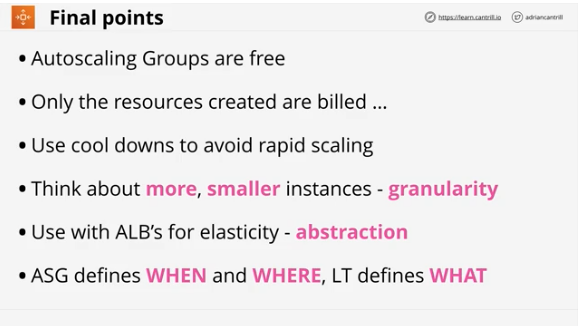 Final points
https://learn.cantrill.io
adriancantrill
• Autoscaling Groups are free
• Only the resources created are billed ...
• Use cool downs to avoid rapid scaling
• Think about more, smaller instances - granularity
• Use with ALB's for elasticity - abstraction
• ASG defines WHEN and WHERE, LT defines WHAT